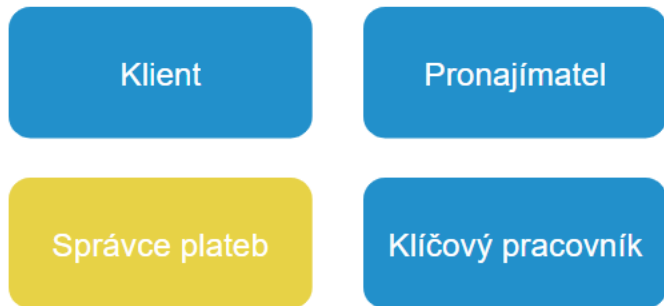 Klient
Pronajímatel
Správce plateb
Klíčový pracovník